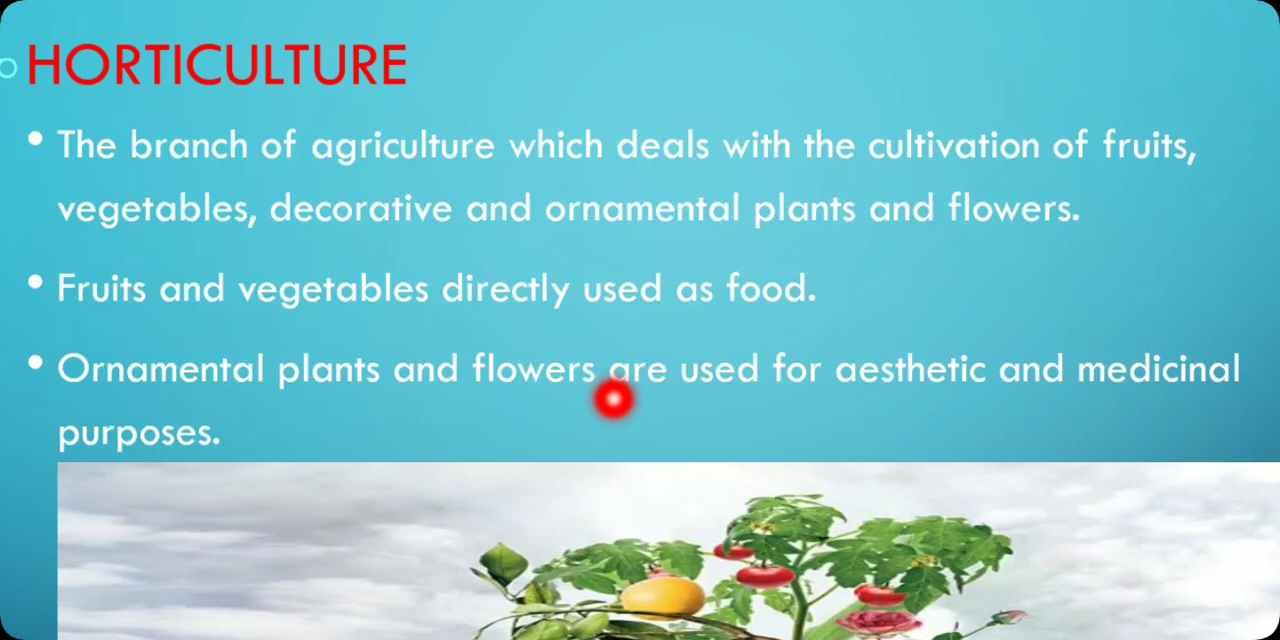 HORTICULTURE
• The branch of agriculture which deals with the cultivation of fruits,
vegetables, decorative and ornamental plants and flowers.
• Fruits and vegetables directly used as food.
• Ornamental plants and flowers are used for aesthetic and medicinal
purposes.